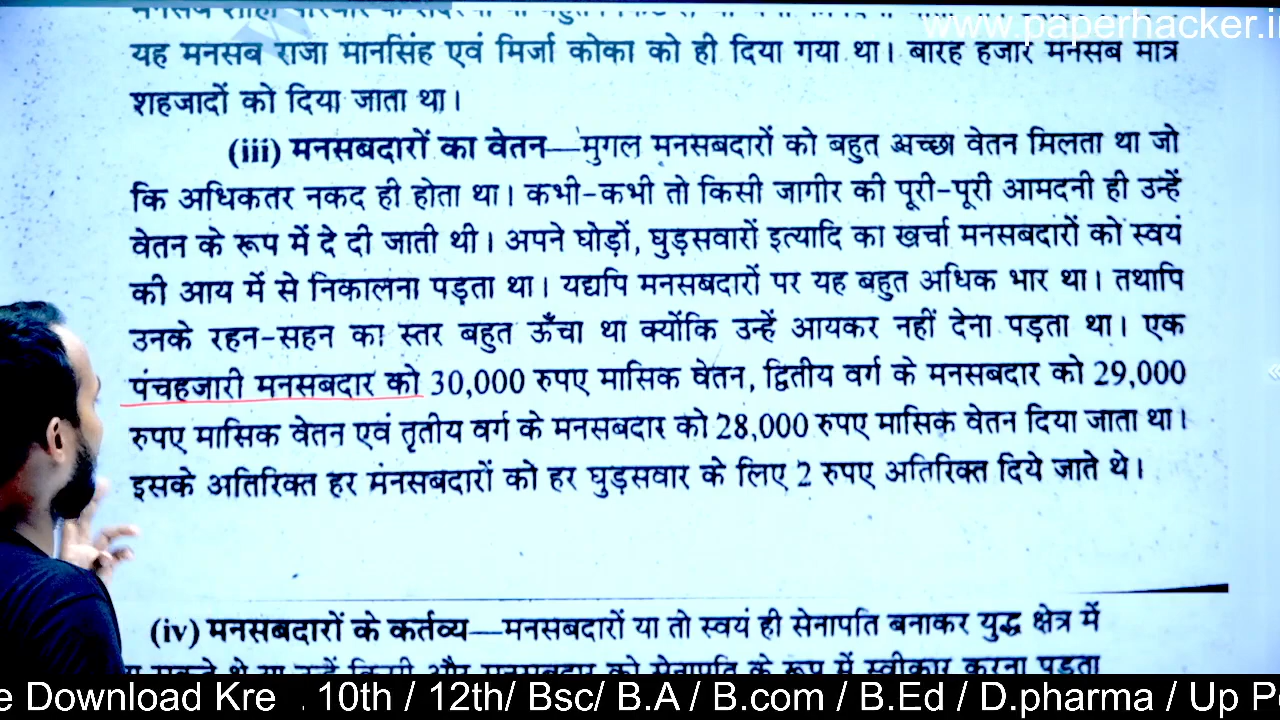 www.paperhacker.i
यह मनसब राजा मानसिंह एवं मिर्जा कोका को ही दिया गया था। बारह हजार मनसब मात्र
शहजादों को दिया जाता था।
(iii) मनसबदारों का वेतन—मुगल मनसबदारों को बहुत अच्छा वेतन मिलता था जो
कि अधिकतर नकद ही होता था। कभी-कभी तो किसी जागीर की पूरी-पूरी आमदनी ही उन्हें
वेतन के रूप में दे दी जाती थी। अपने घोड़ों, घुड़सवारों इत्यादि का खर्चा मनसबदारों को स्वयं
की आय में से निकालना पड़ता था। यद्यपि मनसबदारों पर यह बहुत अधिक भार था। तथापि
उनके रहन-सहन का स्तर बहुत ऊँचा था क्योंकि उन्हें आयकर नहीं देना पड़ता था। एक
पंचहजारी मनसबदार को 30,000 रुपए मासिक वेतन, द्वितीय वर्ग के मनसबदार को 29,000
रुपए मासिक वेतन एवं तृतीय वर्ग के मनसबदार को 28,000 रुपए मासिक वेतन दिया जाता था।
इसके अतिरिक्त हर मंनसबदारों को हर घुड़सवार के लिए 2 रुपए अतिरिक्त दिये जाते थे।
(iv) मनसबदारों के कर्तव्य—मनसबदारों या तो स्वयं ही सेनापति बनाकर युद्ध क्षेत्र में
को सेनापति के रूप में स्वीकार करना पड़ता
e Download Kre . 10th / 12th/ Bsc/ B.A / B.com / B.Ed / D.pharma / Up P